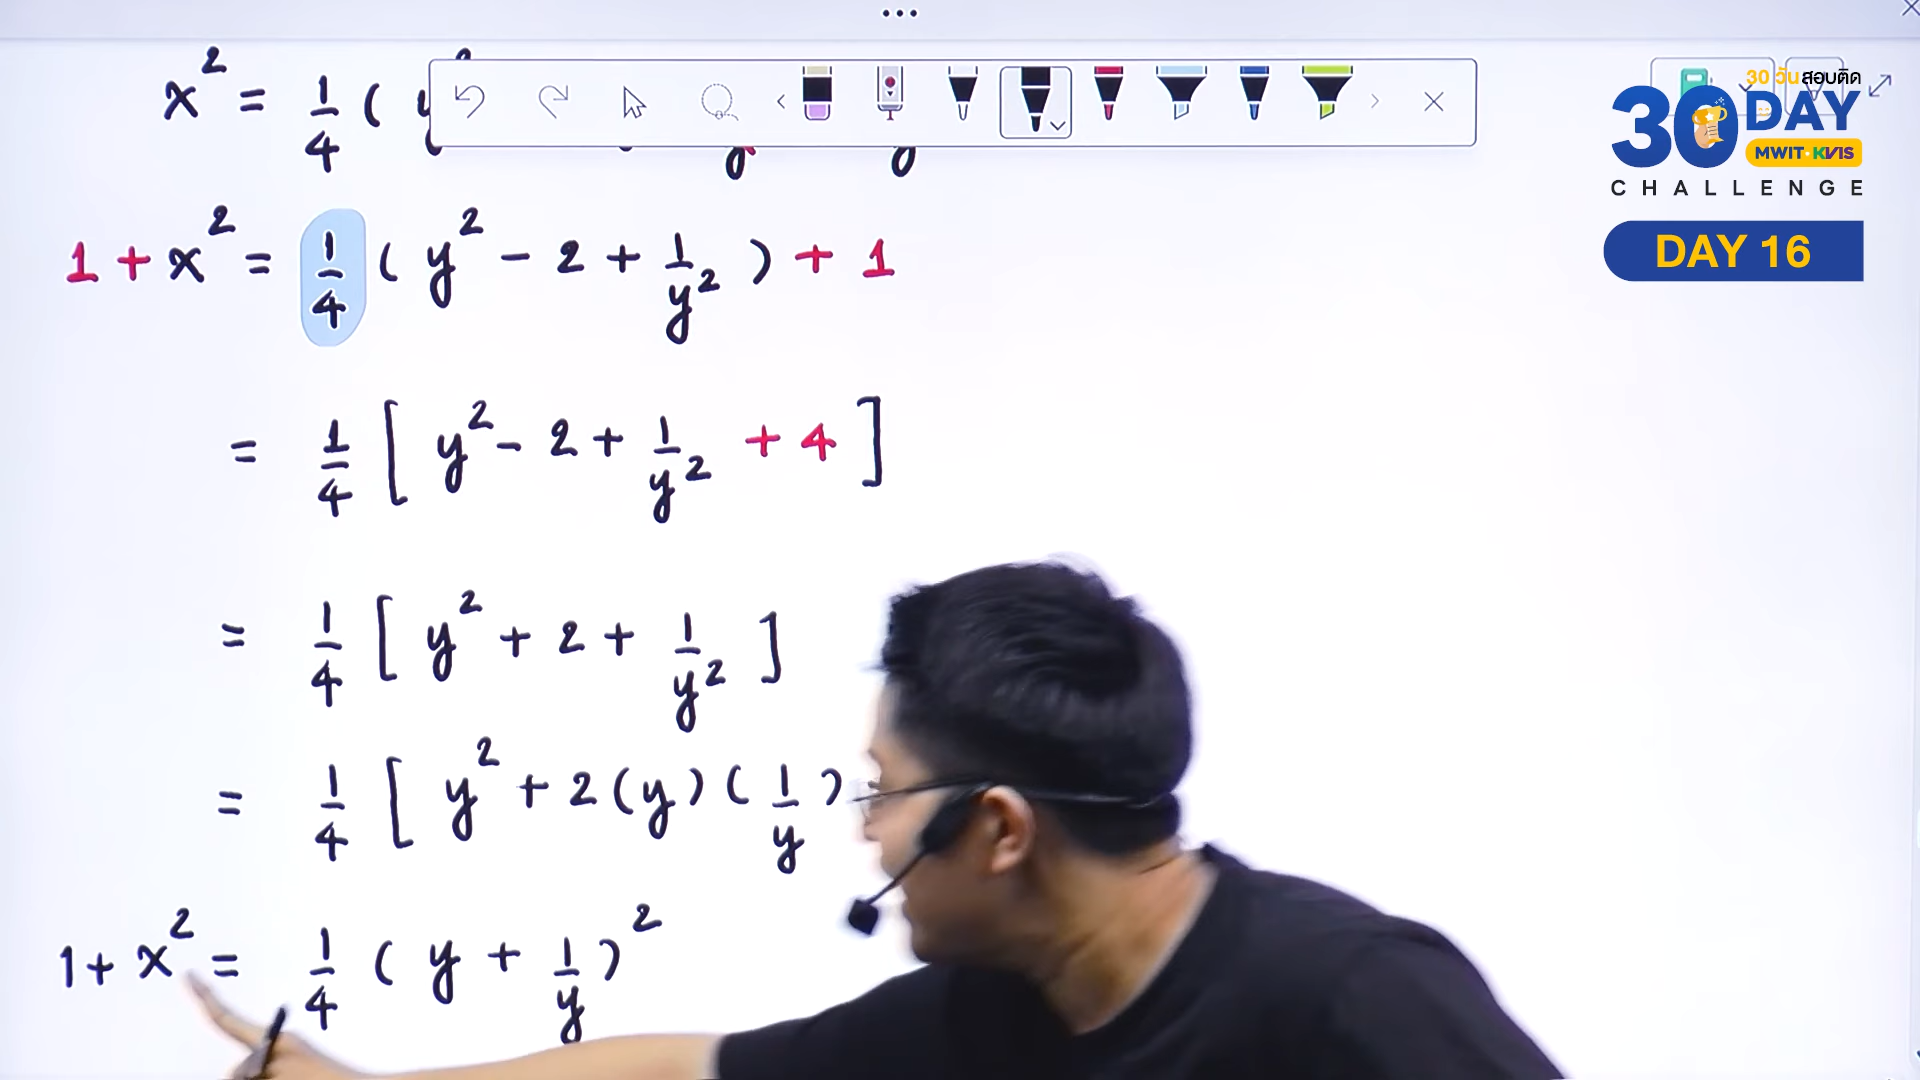 x² = 1/4 ( y
30 วันสอบติด
30 DAY
MWIT·KVIS
CHALLENGE
DAY 16
1 + x² = 1/4 ( y² - 2 + 1/y² ) + 1
= 1/4 [ y² - 2 + 1/y² + 4 ]
= 1/4 [ y² + 2 + 1/y² ]
= 1/4 [ y² + 2 (y) ( 1/y )
1 + x² = 1/4 ( y + 1/y )²